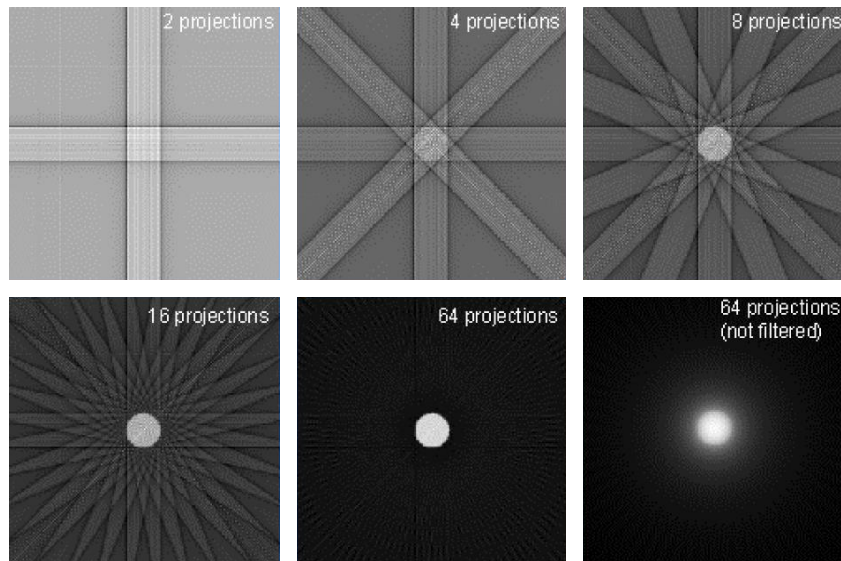 2 projections
4 projections
8 projections
16 projections
64 projections
64 projections
(not filtered)